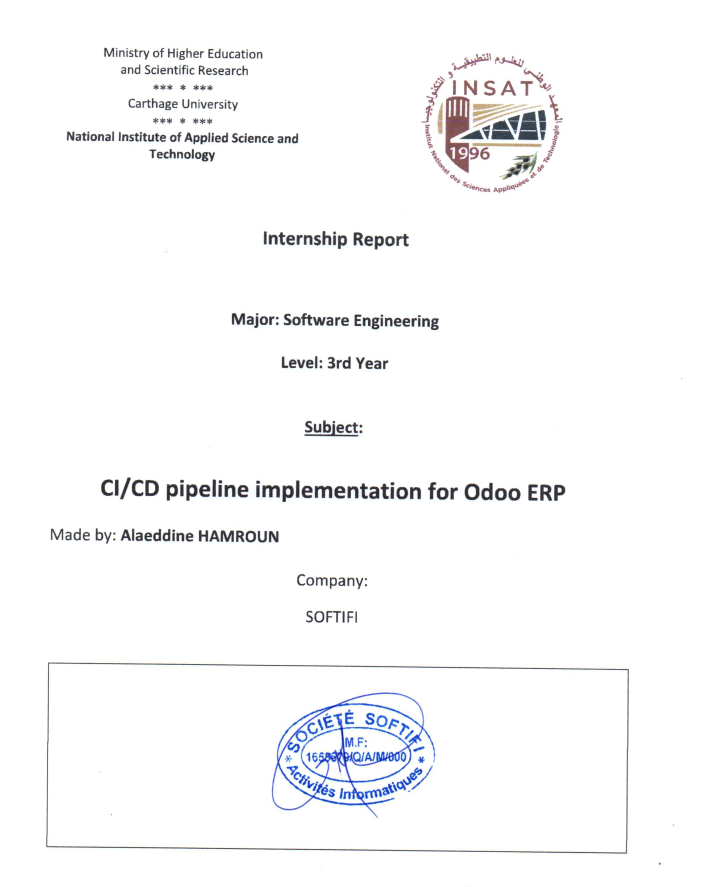 Ministry of Higher Education
and Scientific Research
*** * ***
Carthage University
*** * ***
National Institute of Applied Science and
Technology
المعهد الوطني للعلوم التطبيقية و التكنولوجيا
INSAT
1996
Institut National des Sciences Appliquées et de Technologie
Internship Report
Major: Software Engineering
Level: 3rd Year
Subject:
CI/CD pipeline implementation for Odoo ERP
Made by: Alaeddine HAMROUN
Company:
SOFTIFI
* SOCIÉTÉ SOFTIFI *
M.F:
/Q/A/M/000
Activités Informatiques